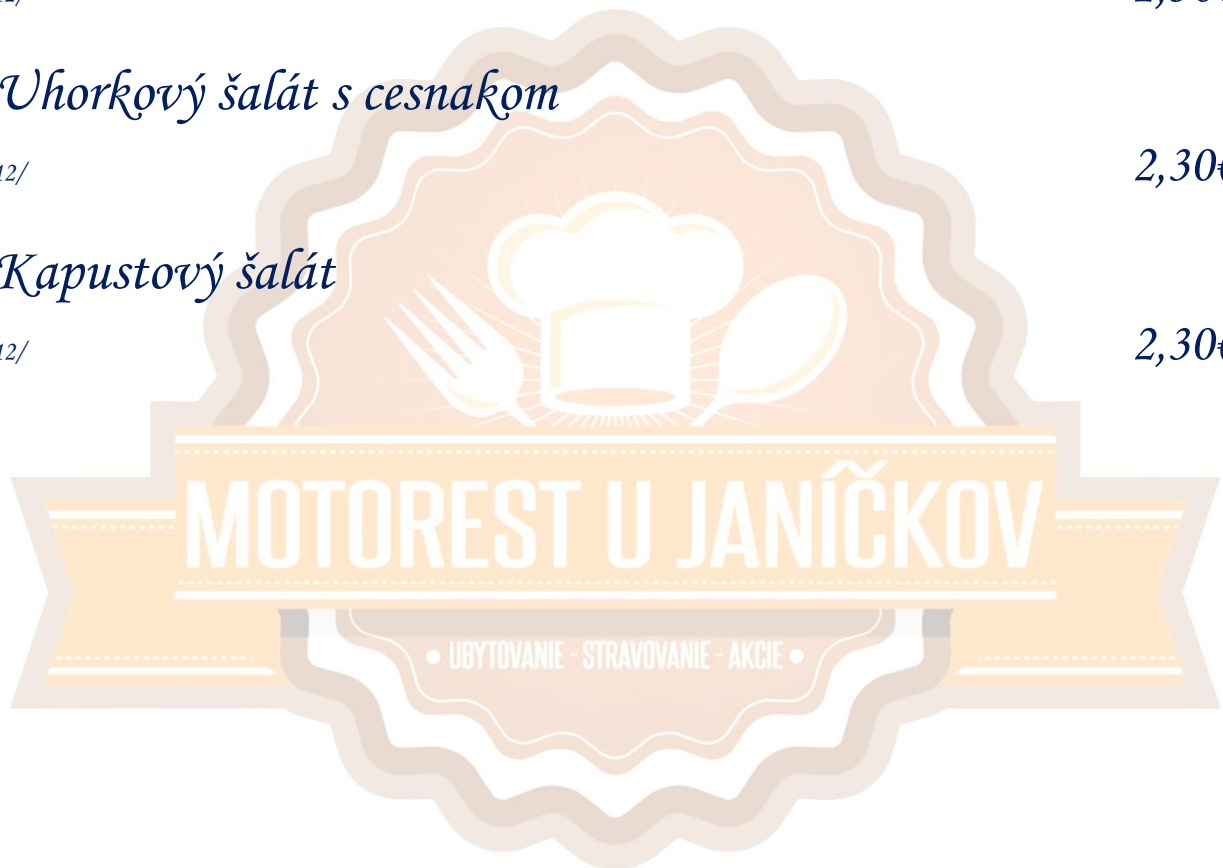 Uhorkový šalát s cesnakom
12/
2,30€
Kapustový šalát
12/
2,30€
MOTOREST U JANÍČKOV
• UBYTOVANIE - STRAVOVANIE - AKCIE •